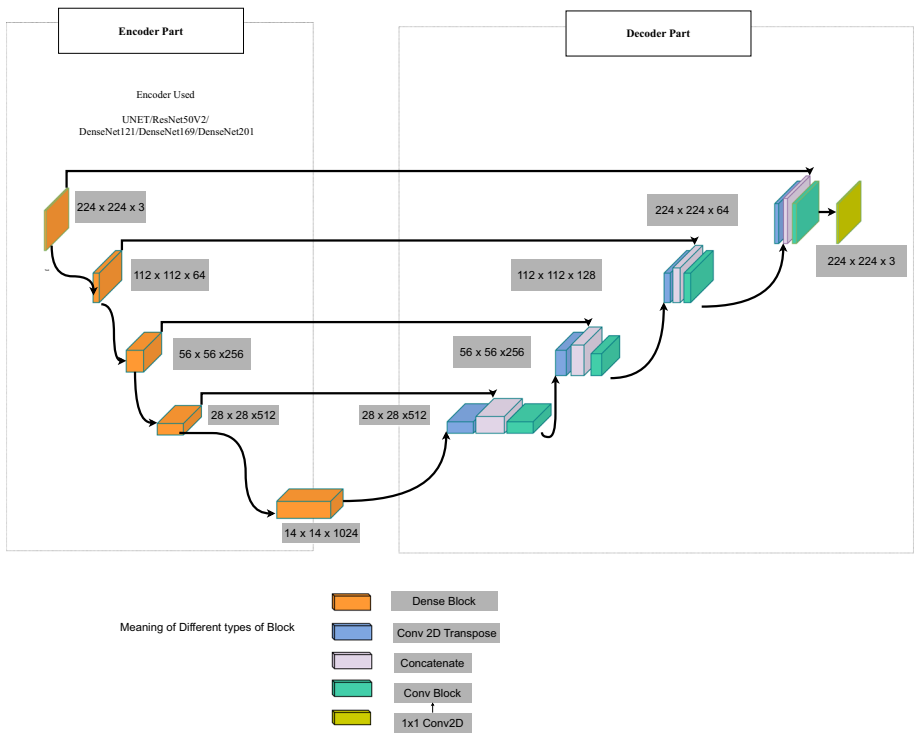 Encoder Part
Decoder Part
Encoder Used
UNET/ResNet50V2/
DenseNet121/DenseNet169/DenseNet201
224 x 224 x 3
224 x 224 x 64
224 x 224 x 3
112 x 112 x 64
112 x 112 x 128
56 x 56 x256
56 x 56 x256
28 x 28 x512
28 x 28 x512
14 x 14 x 1024
Meaning of Different types of Block
Dense Block
Conv 2D Transpose
Concatenate
Conv Block
1x1 Conv2D